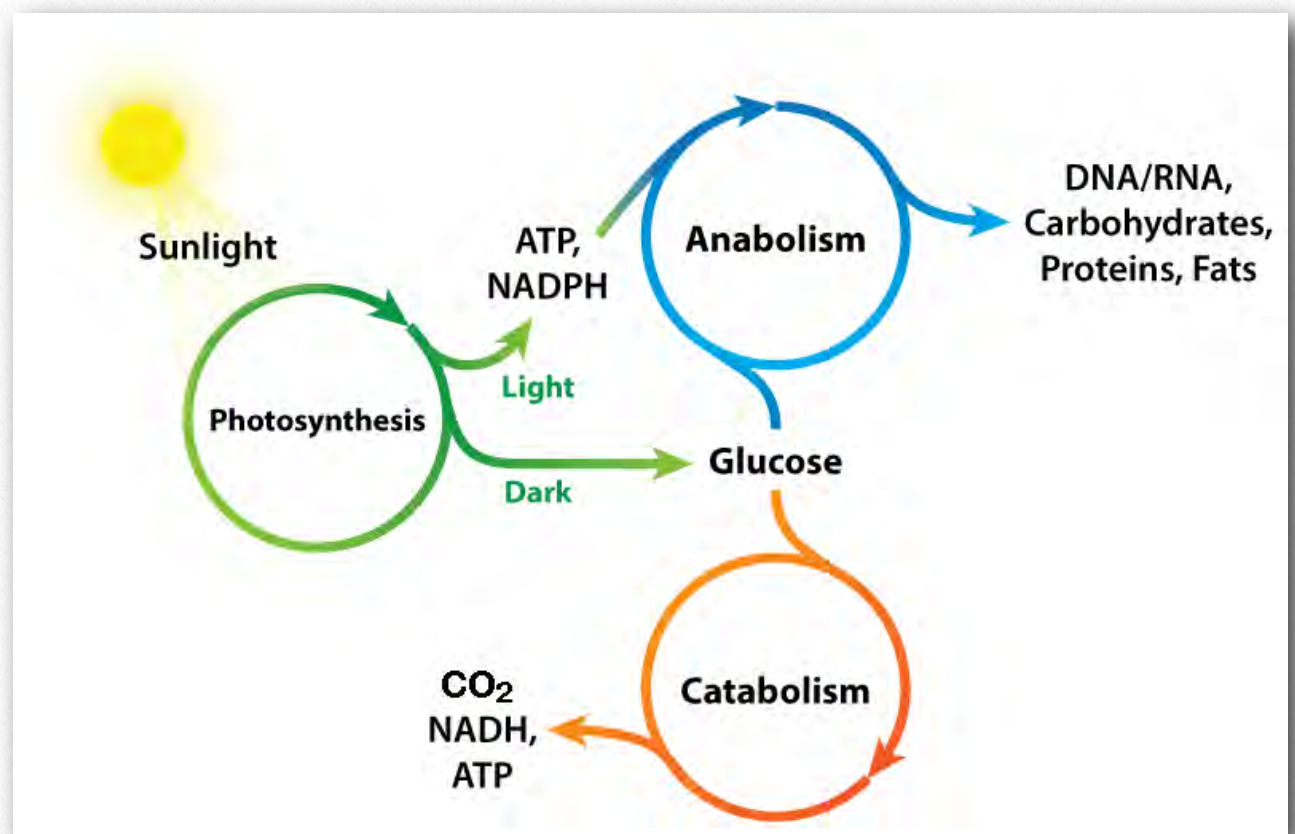 Sunlight
ATP,
NADPH
Anabolism
DNA/RNA,
Carbohydrates,
Proteins, Fats
Light
Photosynthesis
Dark
Glucose
Catabolism
CO₂
NADH,
ATP